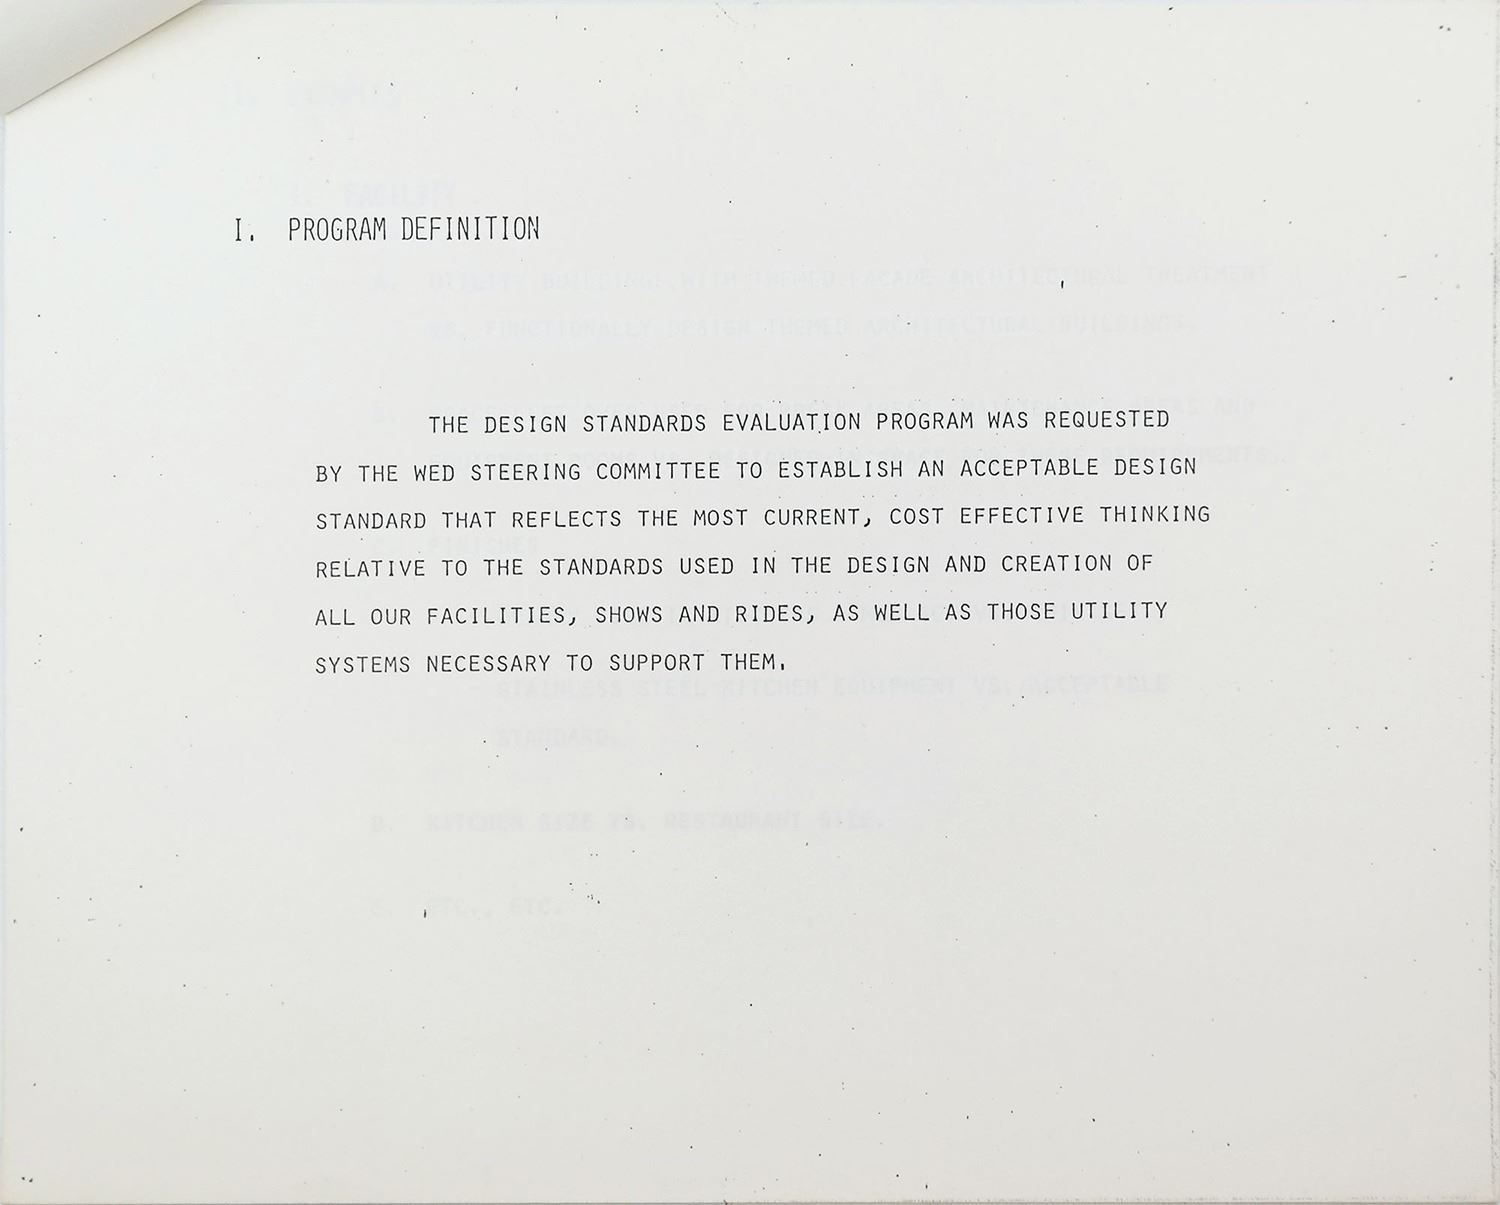 I. PROGRAM DEFINITION
THE DESIGN STANDARDS EVALUATION PROGRAM WAS REQUESTED
BY THE WED STEERING COMMITTEE TO ESTABLISH AN ACCEPTABLE DESIGN
STANDARD THAT REFLECTS THE MOST CURRENT, COST EFFECTIVE THINKING
RELATIVE TO THE STANDARDS USED IN THE DESIGN AND CREATION OF
ALL OUR FACILITIES, SHOWS AND RIDES, AS WELL AS THOSE UTILITY
SYSTEMS NECESSARY TO SUPPORT THEM.